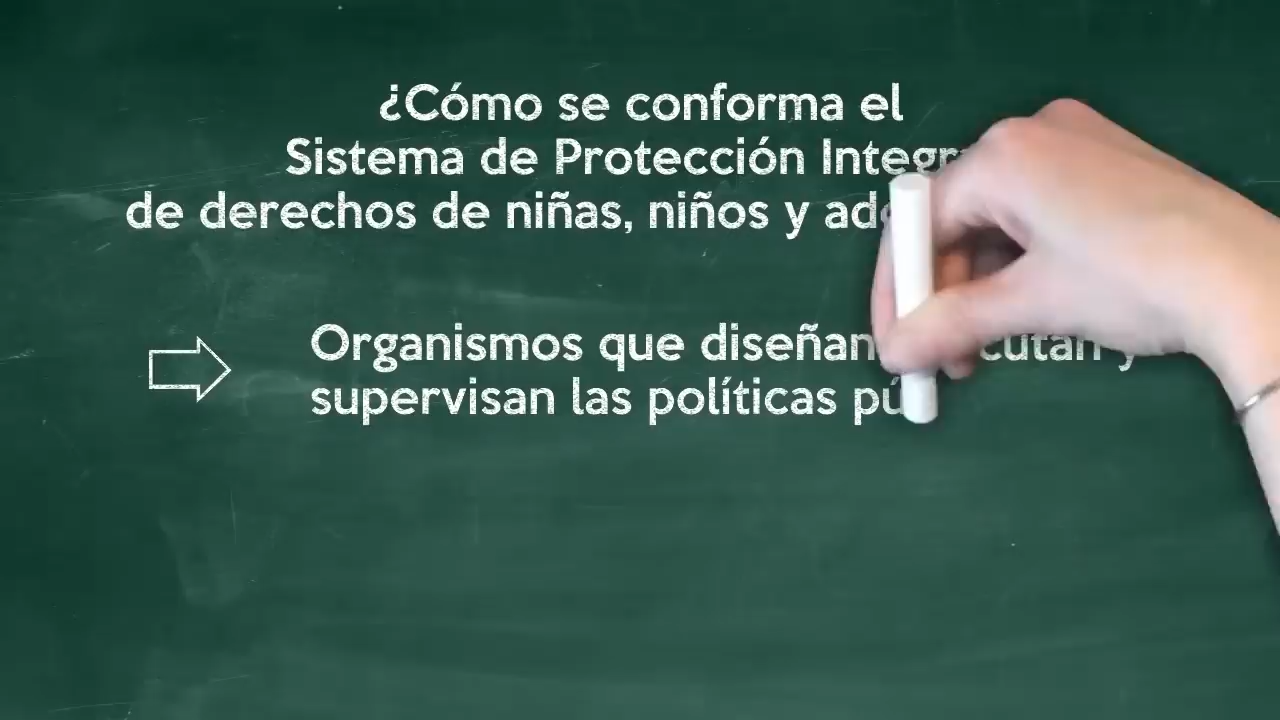 ¿Cómo se conforma el
Sistema de Protección
de derechos de niñas, niños y
Organismos que diseñan
supervisan las políticas